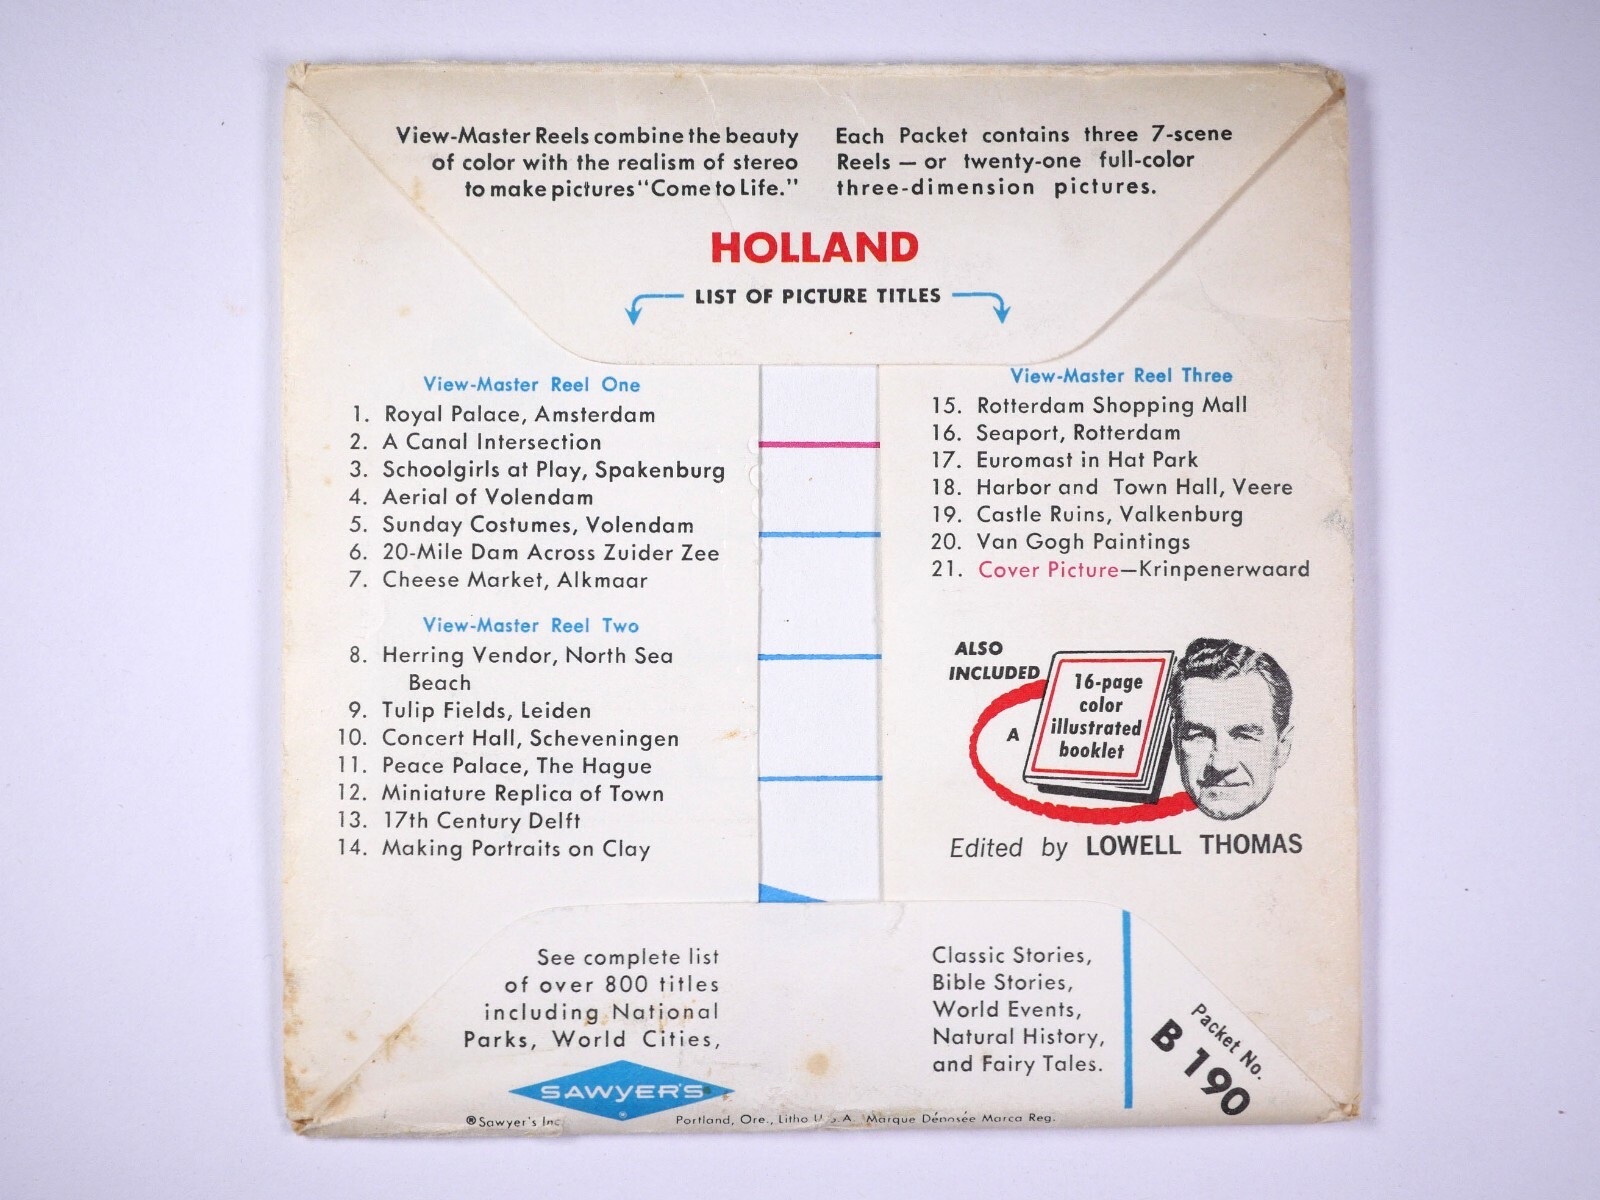 View-Master Reels combine the beauty
of color with the realism of stereo
to make pictures "Come to Life."
Each Packet contains three 7-scene
Reels — or twenty-one full-color
three-dimension pictures.
HOLLAND
LIST OF PICTURE TITLES
View-Master Reel One
1. Royal Palace, Amsterdam
2. A Canal Intersection
3. Schoolgirls at Play, Spakenburg
4. Aerial of Volendam
5. Sunday Costumes, Volendam
6. 20-Mile Dam Across Zuider Zee
7. Cheese Market, Alkmaar
View-Master Reel Two
8. Herring Vendor, North Sea
Beach
9. Tulip Fields, Leiden
10. Concert Hall, Scheveningen
11. Peace Palace, The Hague
12. Miniature Replica of Town
13. 17th Century Delft
14. Making Portraits on Clay
View-Master Reel Three
15. Rotterdam Shopping Mall
16. Seaport, Rotterdam
17. Euromast in Hat Park
18. Harbor and Town Hall, Veere
19. Castle Ruins, Valkenburg
20. Van Gogh Paintings
21. Cover Picture—Krinpenerwaard
ALSO
INCLUDED
A
16-page
color
illustrated
booklet
Edited by LOWELL THOMAS
See complete list
of over 800 titles
including National
Parks, World Cities,
Classic Stories,
Bible Stories,
World Events,
Natural History,
and Fairy Tales.
Packet No.
B 190
SAWYER'S
®
®Sawyer's Inc.
Portland, Ore., Litho U.S.A. Marque Dénosée Marca Reg.